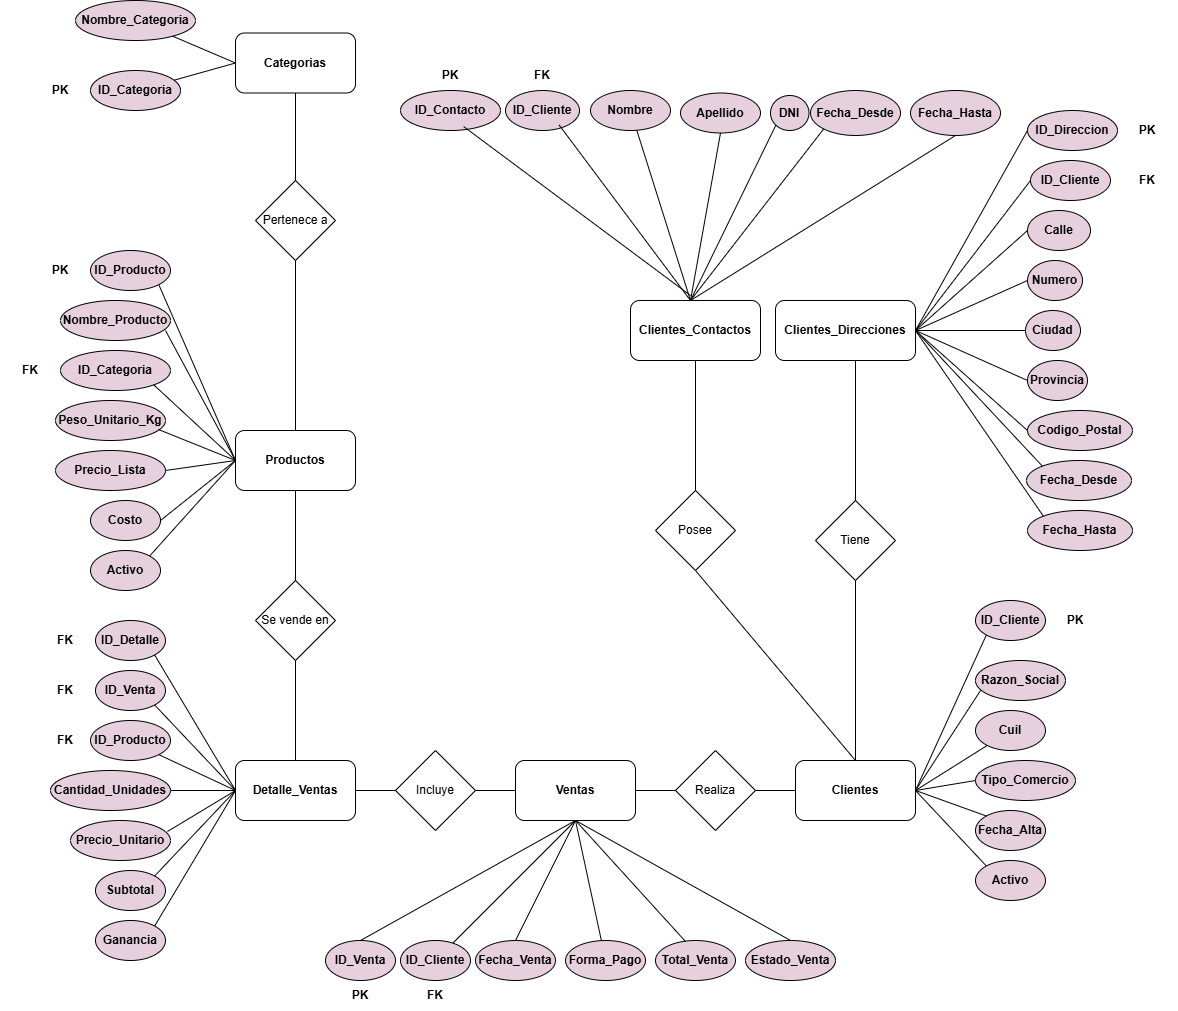 Nombre_Categoria
Categorias
PK
ID_Categoria
Pertenece a
PK
FK
ID_Contacto
ID_Cliente
Nombre
Apellido
DNI
Fecha_Desde
Fecha_Hasta
Clientes_Contactos
ID_Direccion
PK
ID_Cliente
FK
Calle
Numero
Ciudad
Provincia
Codigo_Postal
Fecha_Desde
Fecha_Hasta
Clientes_Direcciones
PK
ID_Producto
Nombre_Producto
FK
ID_Categoria
Peso_Unitario_Kg
Precio_Lista
Costo
Activo
Productos
Posee
Tiene
Se vende en
FK
ID_Detalle
FK
ID_Venta
FK
ID_Producto
Cantidad_Unidades
Precio_Unitario
Subtotal
Ganancia
Detalle_Ventas
Incluye
Ventas
Realiza
Clientes
ID_Cliente
PK
Razon_Social
Cuil
Tipo_Comercio
Fecha_Alta
Activo
ID_Venta
ID_Cliente
Fecha_Venta
Forma_Pago
Total_Venta
Estado_Venta
PK
FK